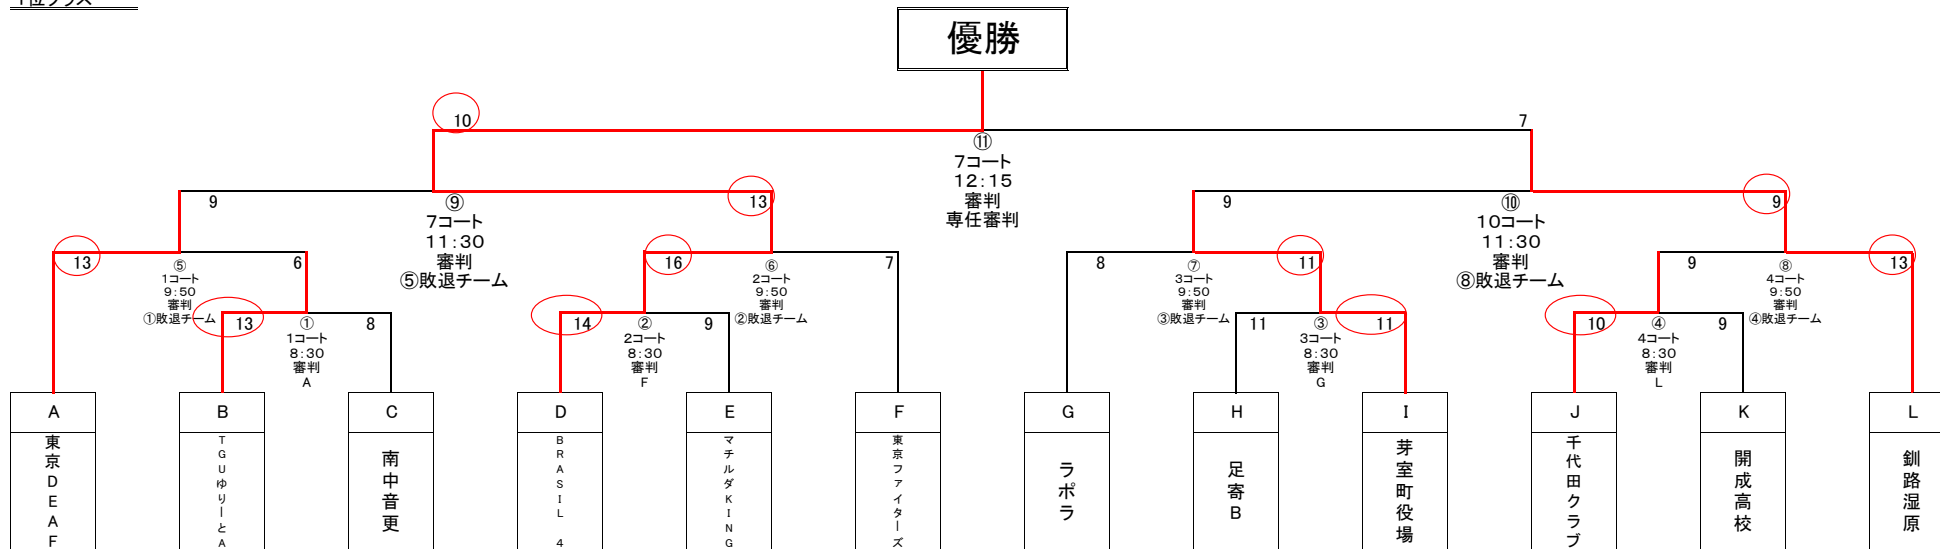 1位クラス
優勝
10
7
⑪
7コート
12:15
審判
専任審判
9
13
⑨
7コート
11:30
審判
⑤敗退チーム
9
9
⑩
10コート
11:30
審判
⑧敗退チーム
13
6
⑤
1コート
9:50
審判
①敗退チーム
16
7
⑥
2コート
9:50
審判
②敗退チーム
8
11
⑦
3コート
9:50
審判
③敗退チーム
9
13
⑧
4コート
9:50
審判
④敗退チーム
13
8
①
1コート
8:30
審判
A
14
9
②
2コート
8:30
審判
F
11
11
③
3コート
8:30
審判
G
10
9
④
4コート
8:30
審判
L
A
東京DEAF
B
TGUゆりーとA
C
南中音更
D
BRASIL 4
E
マチルダKING
F
東京ファイターズ
G
ラポラ
H
足寄B
I
芽室町役場
J
千代田クラブ
K
開成高校
L
釧路湿原